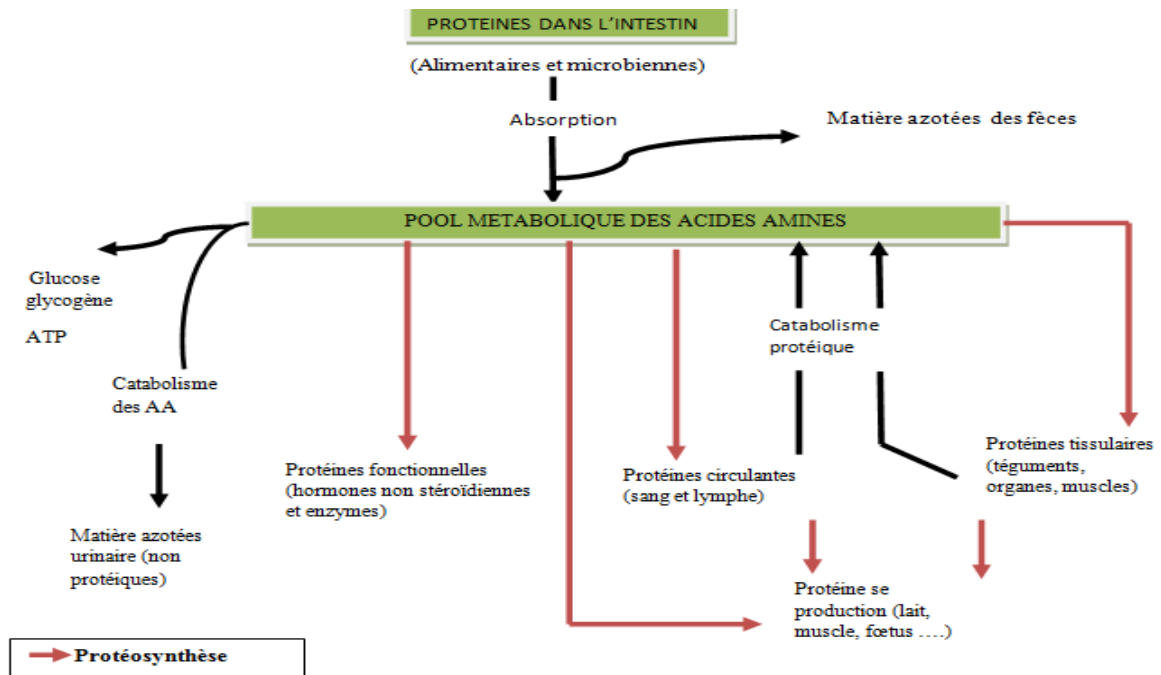 PROTEINES DANS L'INTESTIN
(Alimentaires et microbiennes)
Absorption
Matière azotées des fèces
POOL METABOLIQUE DES ACIDES AMINES
Glucose
glycogène
ATP
Catabolisme
protéique
Catabolisme
des AA
Protéines fonctionnelles
(hormones non stéroïdiennes
et enzymes)
Protéines circulantes
(sang et lymphe)
Protéines tissulaires
(téguments,
organes, muscles)
Matière azotées
urinaire (non
protéiques)
Protéine se
production (lait,
muscle, fœtus ….)
Protéosynthèse